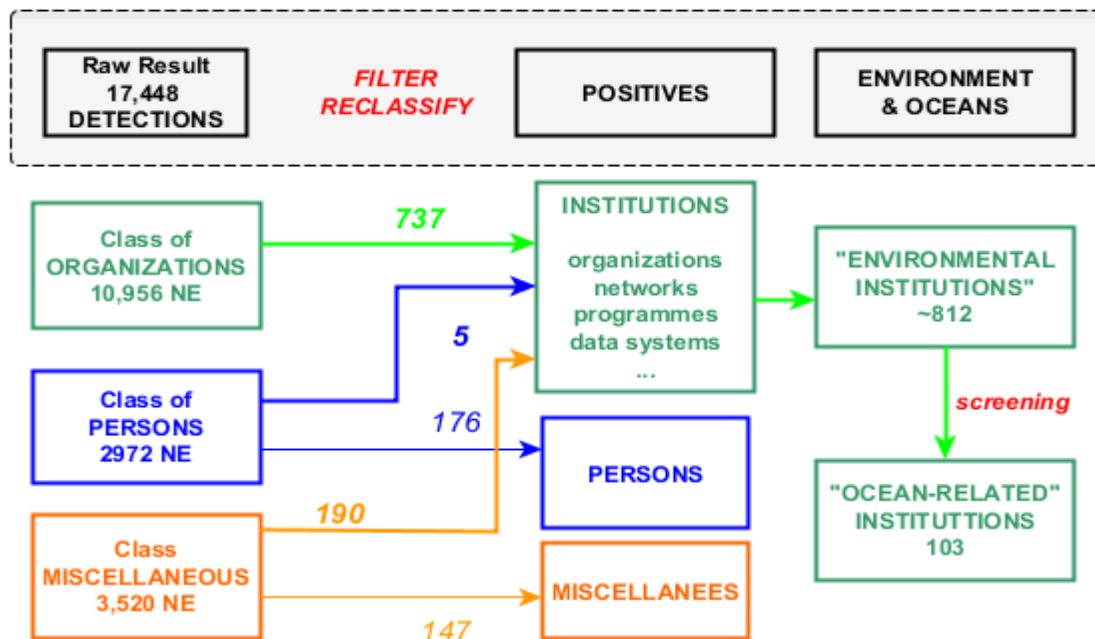 Raw Result
17,448
DETECTIONS
FILTER
RECLASSIFY
POSITIVES
ENVIRONMENT
& OCEANS
Class of
ORGANIZATIONS
10,956 NE
737
INSTITUTIONS
organizations
networks
programmes
data systems
...
"ENVIRONMENTAL
INSTITUTIONS"
~812
5
Class of
PERSONS
2972 NE
176
PERSONS
screening
"OCEAN-RELATED"
INSTITUTTIONS
103
190
Class
MISCELLANEOUS
3,520 NE
147
MISCELLANEES